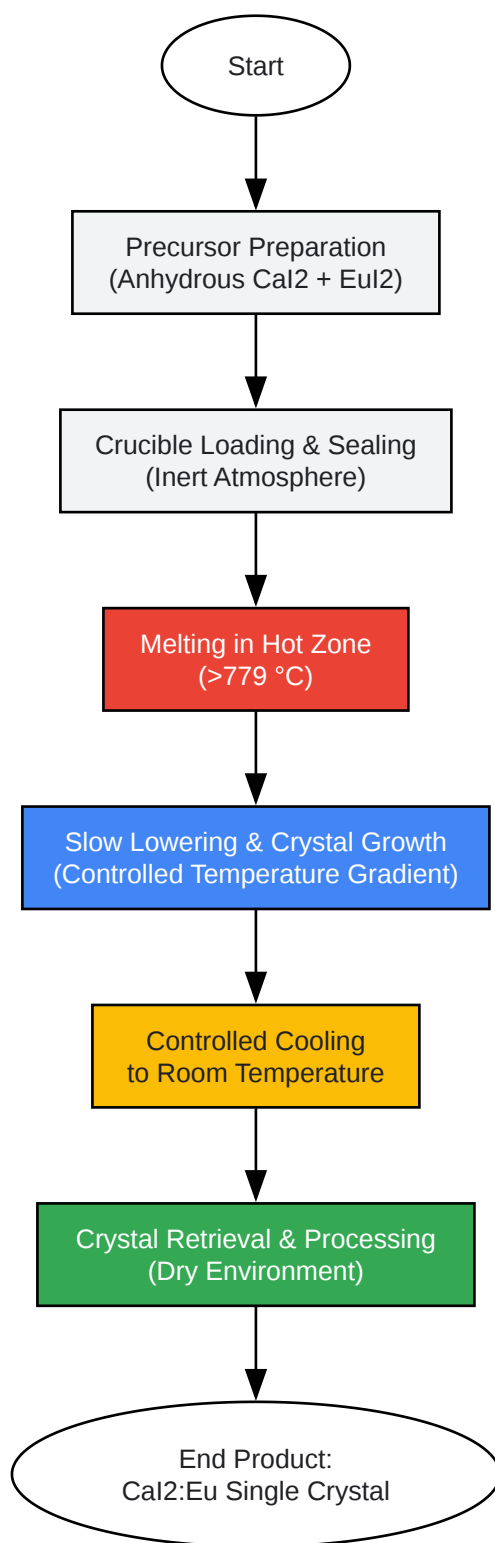 Start
Precursor Preparation
(Anhydrous CaI2 + EuI2)
Crucible Loading & Sealing
(Inert Atmosphere)
Melting in Hot Zone
(>779 °C)
Slow Lowering & Crystal Growth
(Controlled Temperature Gradient)
Controlled Cooling
to Room Temperature
Crystal Retrieval & Processing
(Dry Environment)
End Product:
CaI2:Eu Single Crystal